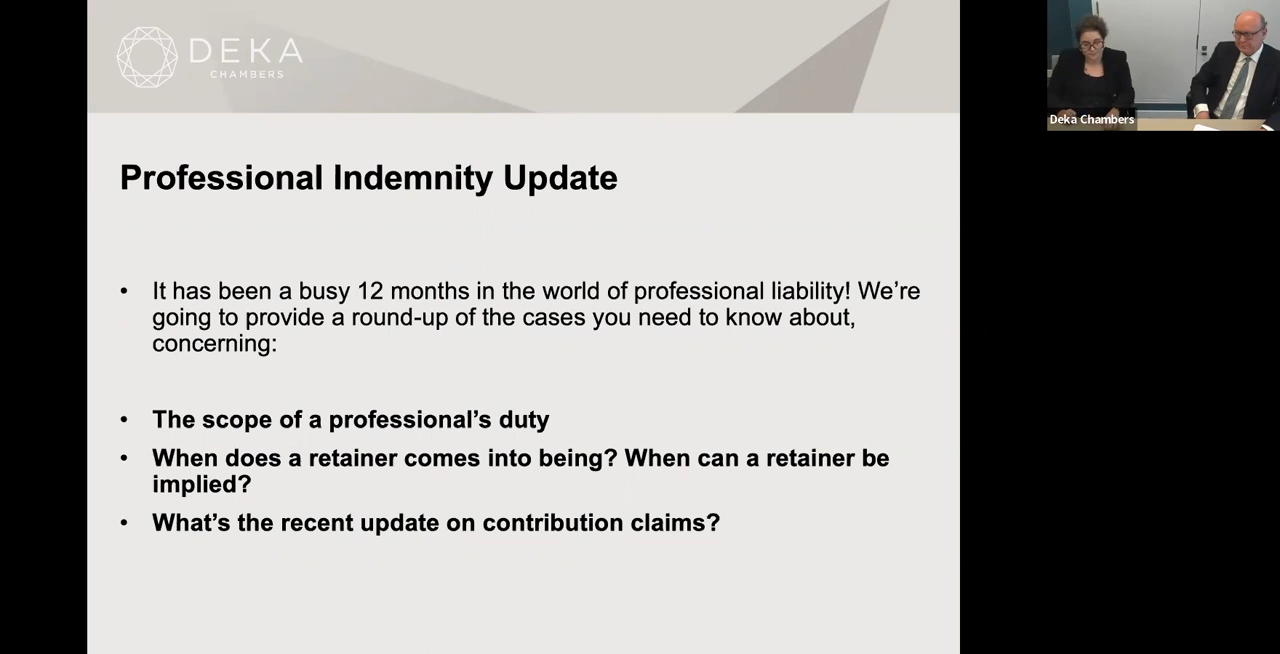 DEKA
CHAMBERS
Deka Chambers
Professional Indemnity Update
• It has been a busy 12 months in the world of professional liability! We’re
going to provide a round-up of the cases you need to know about,
concerning:
• The scope of a professional’s duty
• When does a retainer comes into being? When can a retainer be
implied?
• What’s the recent update on contribution claims?